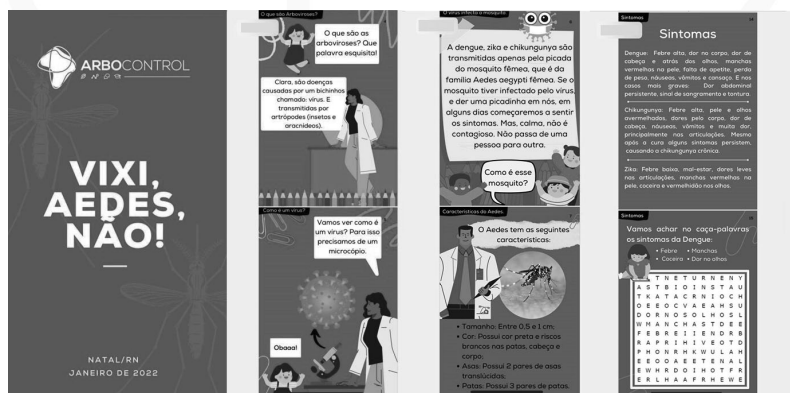 ARBOCONTROL
VIXI,
AEDES,
NÃO!
NATAL/RN
JANEIRO DE 2022
O que são Arboviroses?
O que são as
arboviroses? Que
palavra esquisita!
Clara, são doenças
causadas por um bichinhos
chamado: vírus. E
transmitidas por
artrópodes (insetos e
aracnídeos).
Como é um vírus?
Vamos ver como é
um vírus? Para isso
precisamos de um
microcópio.
Obaaa!
O vírus infecta o mosquito
A dengue, zika e chikungunya são
transmitidas apenas pela picada
do mosquito fêmea, que é da
família Aedes aegypti fêmea. Se o
mosquito tiver infectado pelo vírus,
e der uma picadinha em nós, em
alguns dias começaremos a sentir
os sintomas. Mas, calma, não é
contagioso. Não passa de uma
pessoa para outra.
Como é esse
mosquito?
Características do Aedes.
O Aedes tem as seguintes
características:
• Tamanho: Entre 0,5 e 1 cm;
• Cor: Possui cor preta e riscos
brancos nas patas, cabeça e
corpo;
• Asas: Possui 2 pares de asas
translúcidas;
• Patas: Possui 3 pares de patas.
Sintomas
Sintomas
Dengue: Febre alta, dor no corpo, dor de
cabeça e atrás dos olhos, manchas
vermelhas na pele, falta de apetite, perda
de peso, náuseas, vômitos e cansaço. E nos
casos mais graves: Dor abdominal
persistente, sinal de sangramento e tontura.
Chikungunya: Febre alta, pele e olhos
avermelhados, dores pelo corpo, dor de
cabeça, náuseas, vômitos e muita dor,
principalmente nas articulações. Mesmo
após a cura alguns sintomas persistem,
causando a chikungunya crônica.
Zika: Febre baixa, mal-estar, dores leves
nas articulações, manchas vermelhas na
pele, coceira e vermelhidão nos olhos.
Sintomas
Vamos achar no caça-palavras
os sintomas da Dengue:
• Febre • Manchas
• Coceira • Dor no olhos
T N E T U R N E N Y
A S T B I O I N S T A U
T K A T A C R N I O C H
O E E O C V A E A H S U
D O R N O S O L H O S L
W M A N C H A S T D E E
F E B R E I I E N D R B
R A P R I H I V E O T D
P H O N R H K W U L A H
E E O O A E E T E N A L
E W H R D O I H O T F R
E R L H A A F R H E W E